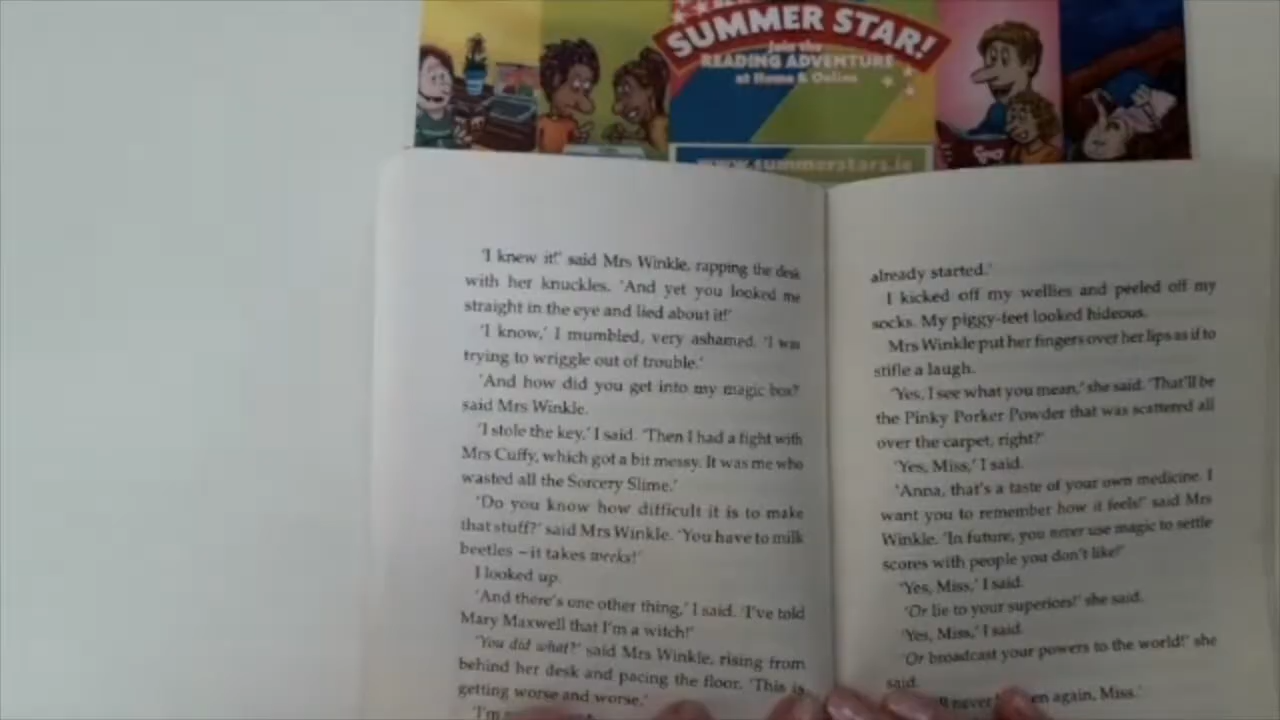 SUMMER STAR!
Join the
READING ADVENTURE
at Home & Online
www.summerstars.ie
'I knew it!' said Mrs Winkle, rapping the desk
with her knuckles. 'And yet you looked me
straight in the eye and lied about it!'
'I know,' I mumbled, very ashamed. 'I was
trying to wriggle out of trouble.'
'And how did you get into my magic box?'
said Mrs Winkle.
'I stole the key,' I said. 'Then I had a fight with
Mrs Cuffy, which got a bit messy. It was me who
wasted all the Sorcery Slime.'
'Do you know how difficult it is to make
that stuff?' said Mrs Winkle. 'You have to milk
beetles – it takes weeks!'
I looked up.
'And there's one other thing,' I said. 'I've told
Mary Maxwell that I'm a witch!'
'You did what?' said Mrs Winkle, rising from
behind her desk and pacing the floor. 'This is
getting worse and worse.'
'I'm
already started.'
I kicked off my wellies and peeled off my
socks. My piggy-feet looked hideous.
Mrs Winkle put her fingers over her lips as if to
stifle a laugh.
'Yes, I see what you mean,' she said. 'That'll be
the Pinky Porker Powder that was scattered all
over the carpet, right?'
'Yes, Miss,' I said.
'Anna, that's a taste of your own medicine. I
want you to remember how it feels!' said Mrs
Winkle. 'In future, you never use magic to settle
scores with people you don't like!'
'Yes, Miss,' I said.
'Or lie to your superiors!' she said.
'Yes, Miss,' I said.
'Or broadcast your powers to the world!' she
said.
never again, Miss.'